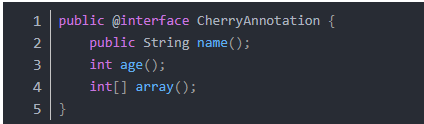 1 public @interface CherryAnnotation {
2     public String name();
3     int age();
4     int[] array();
5 }